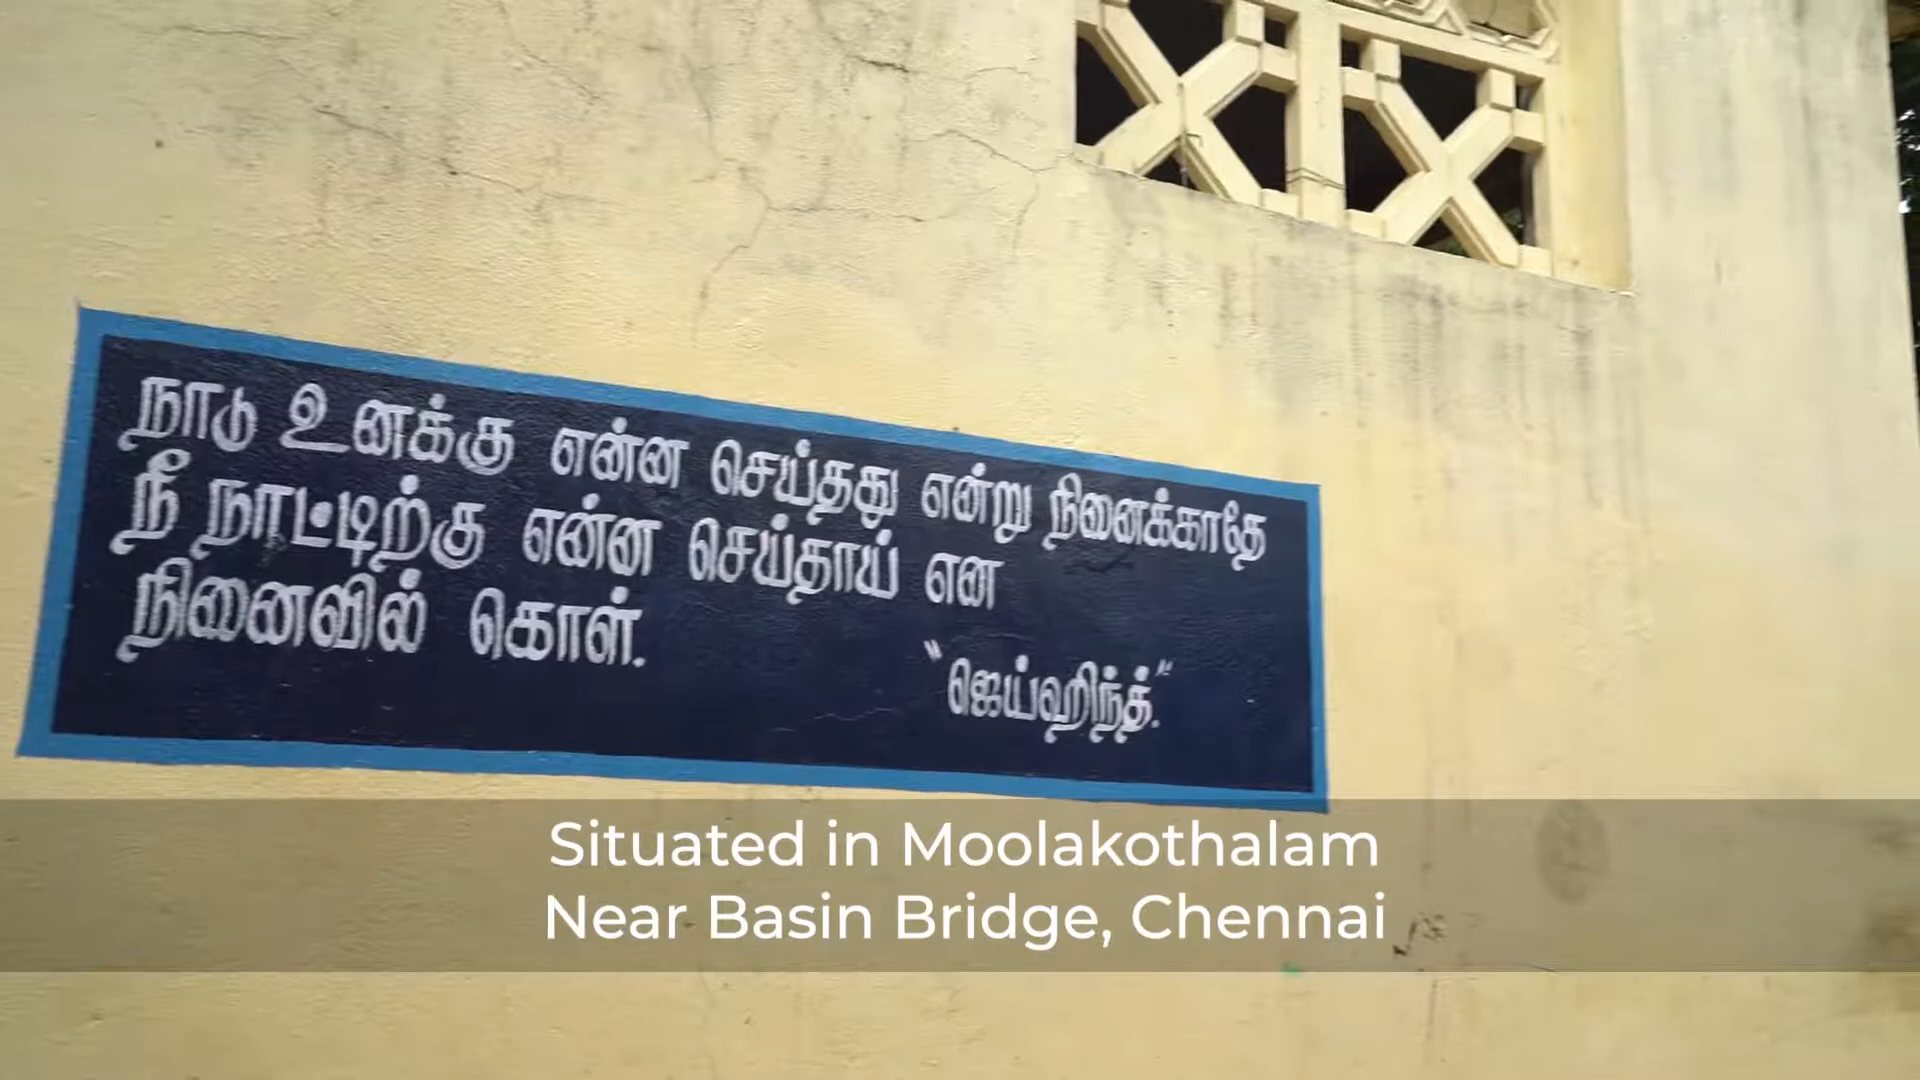 நாடு உனக்கு என்ன செய்தது என்று நினைக்காதே
நீ நாட்டிற்கு என்ன செய்தாய் என
நினைவில் கொள்.
"ஜெய்ஹிந்த்."
Situated in Moolakothalam
Near Basin Bridge, Chennai